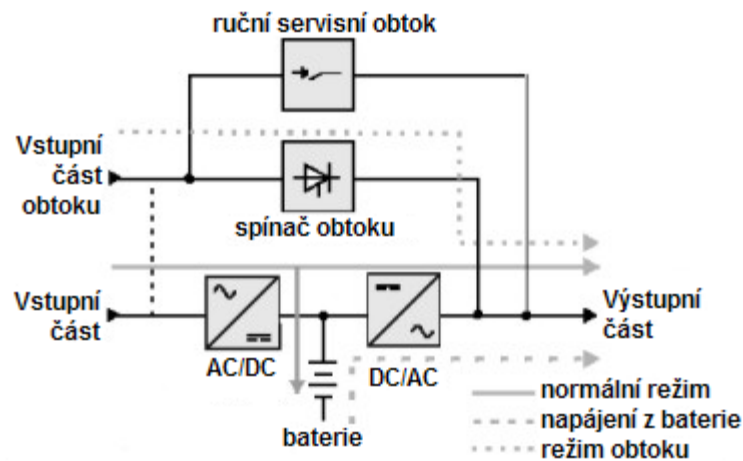 ruční servisní obtok
Vstupní
část
obtoku
spínač obtoku
Vstupní
část
Výstupní
část
AC/DC
DC/AC
baterie
normální režim
napájení z baterie
režim obtoku